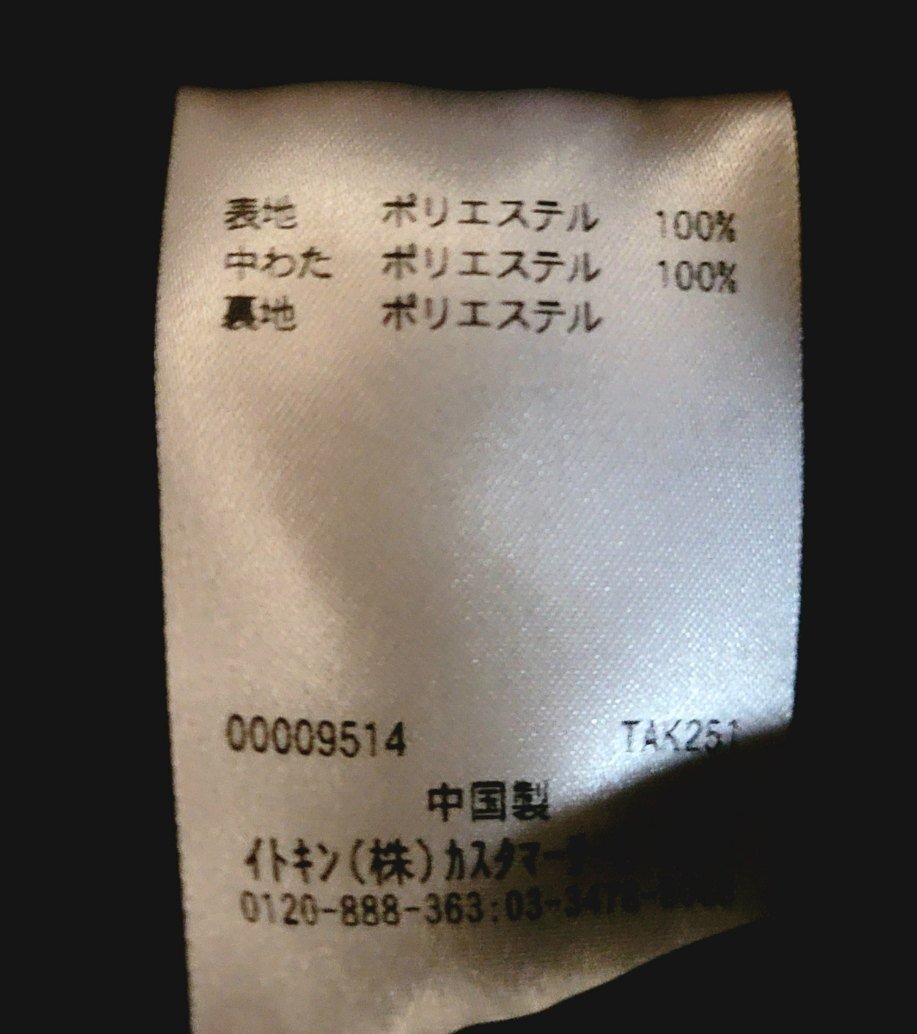 表地 ポリエステル 100%
中わた ポリエステル 100%
裏地 ポリエステル
00009514 TAK251
中国製
イトキン(株)カスタマー
0120-888-363:03-3478-